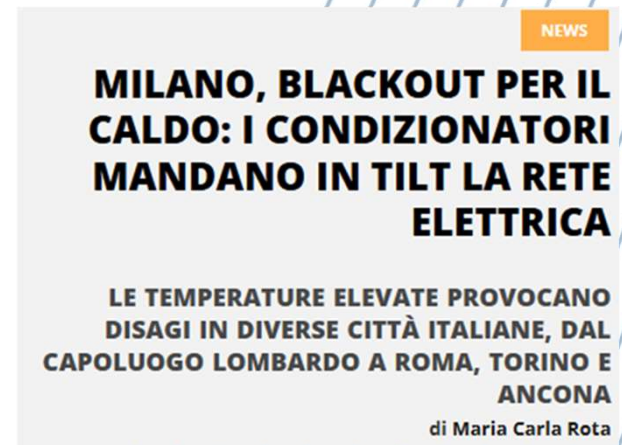 NEWS
MILANO, BLACKOUT PER IL
CALDO: I CONDIZIONATORI
MANDANO IN TILT LA RETE
ELETTRICA
LE TEMPERATURE ELEVATE PROVOCANO
DISAGI IN DIVERSE CITTÀ ITALIANE, DAL
CAPOLUOGO LOMBARDO A ROMA, TORINO E
ANCONA
di Maria Carla Rota